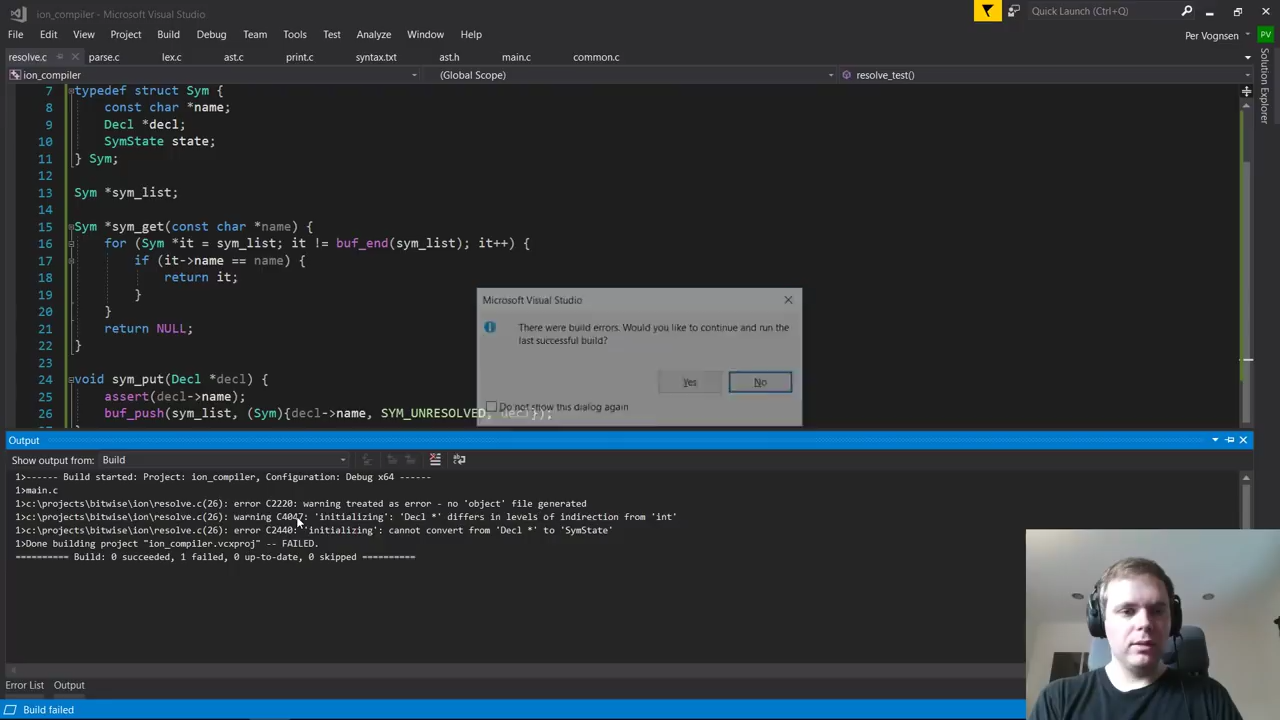 ion_compiler - Microsoft Visual Studio
Quick Launch (Ctrl+Q)
File Edit View Project Build Debug Team Tools Test Analyze Window Help
Per Vognsen
PV
resolve.c parse.c lex.c ast.c print.c syntax.txt ast.h main.c common.c
ion_compiler (Global Scope) resolve_test()
Solution Explorer
7 typedef struct Sym {
8 const char *name;
9 Decl *decl;
10 SymState state;
11 } Sym;
12
13 Sym *sym_list;
14
15 Sym *sym_get(const char *name) {
16 for (Sym *it = sym_list; it != buf_end(sym_list); it++) {
17 if (it->name == name) {
18 return it;
19 }
20 }
21 return NULL;
22 }
23
24 void sym_put(Decl *decl) {
25 assert(decl->name);
26 buf_push(sym_list, (Sym){decl->name, SYM_UNRESOLVED, decl});
Microsoft Visual Studio
There were build errors. Would you like to continue and run the
last successful build?
Yes No
Do not show this dialog again
Output
Show output from: Build
1>------ Build started: Project: ion_compiler, Configuration: Debug x64 ------
1>main.c
1>c:\projects\bitwise\ion\resolve.c(26): error C2220: warning treated as error - no 'object' file generated
1>c:\projects\bitwise\ion\resolve.c(26): warning C4047: 'initializing': 'Decl *' differs in levels of indirection from 'int'
1>c:\projects\bitwise\ion\resolve.c(26): error C2440: 'initializing': cannot convert from 'Decl *' to 'SymState'
1>Done building project "ion_compiler.vcxproj" -- FAILED.
========== Build: 0 succeeded, 1 failed, 0 up-to-date, 0 skipped ==========
Error List Output
Build failed